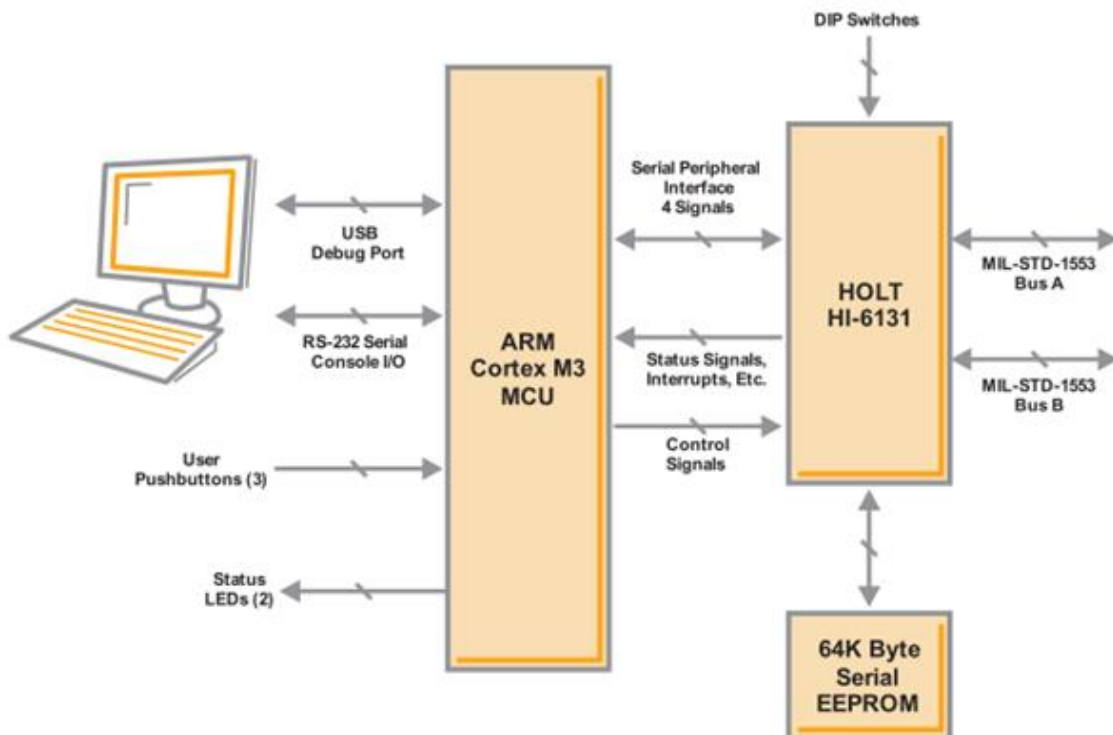 DIP Switches
Serial Peripheral
Interface
4 Signals
USB
Debug Port
MIL-STD-1553
Bus A
HOLT
HI-6131
RS-232 Serial
Console I/O
ARM
Cortex M3
MCU
Status Signals,
Interrupts, Etc.
MIL-STD-1553
Bus B
Control
Signals
User
Pushbuttons (3)
Status
LEDs (2)
64K Byte
Serial
EEPROM